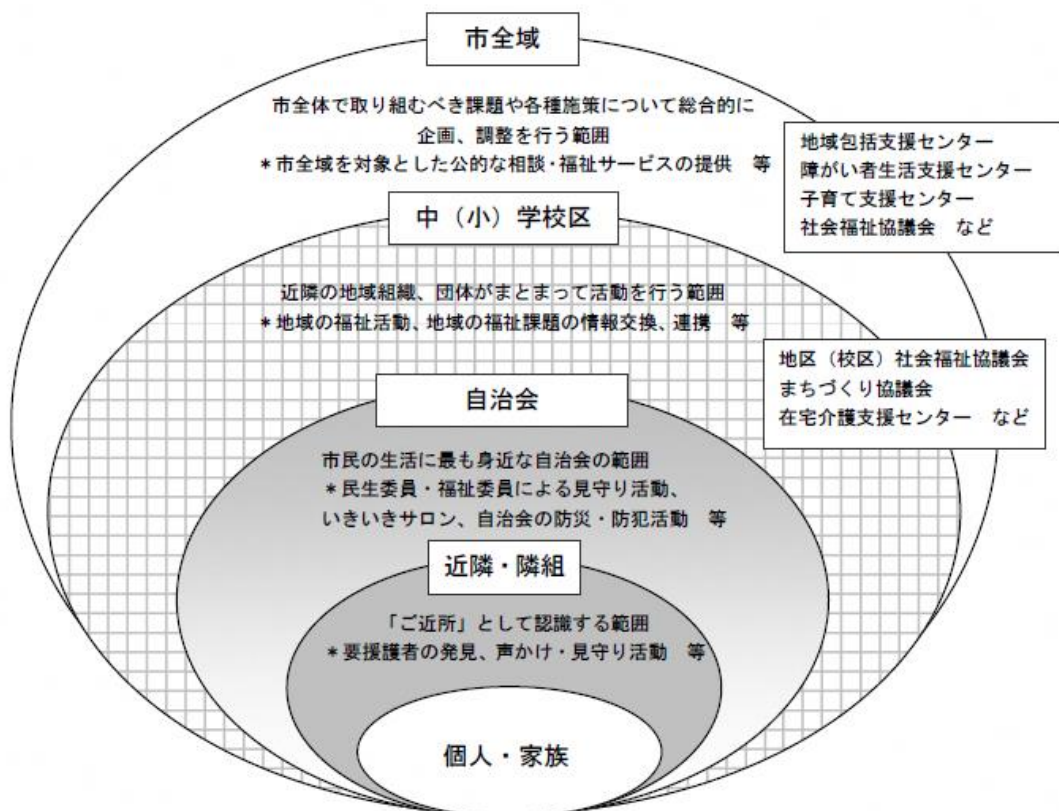 市全域
市全体で取り組むべき課題や各種施策について総合的に
企画、調整を行う範囲
＊市全域を対象とした公的な相談・福祉サービスの提供　等
地域包括支援センター
障がい者生活支援センター
子育て支援センター
社会福祉協議会　など
中（小）学校区
近隣の地域組織、団体がまとまって活動を行う範囲
＊地域の福祉活動、地域の福祉課題の情報交換、連携　等
地区（校区）社会福祉協議会
まちづくり協議会
在宅介護支援センター　など
自治会
市民の生活に最も身近な自治会の範囲
＊民生委員・福祉委員による見守り活動、
いきいきサロン、自治会の防災・防犯活動　等
近隣・隣組
「ご近所」として認識する範囲
＊要援護者の発見、声かけ・見守り活動　等
個人・家族